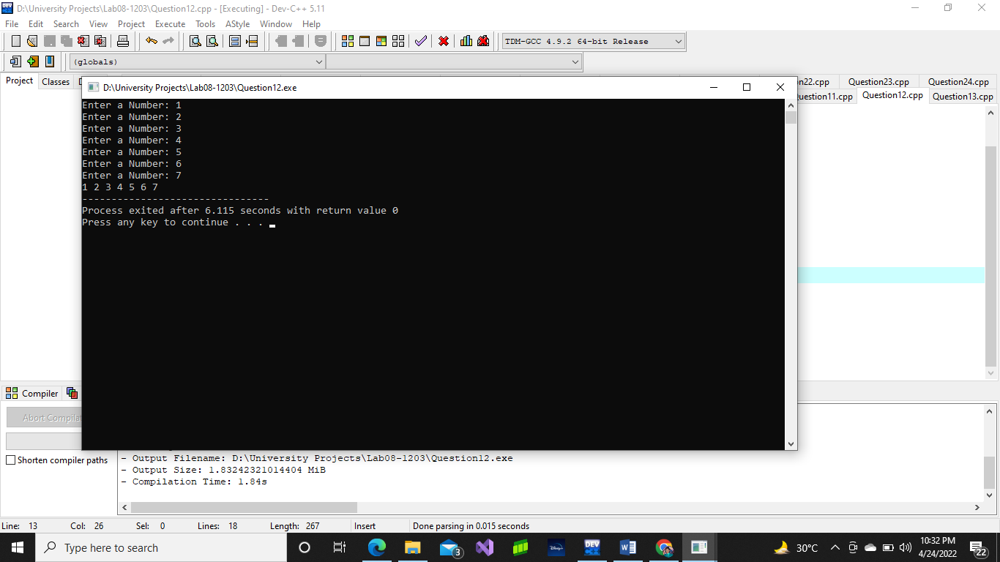 D:\University Projects\Lab08-1203\Question12.cpp - [Executing] - Dev-C++ 5.11
File Edit Search View Project Execute Tools AStyle Window Help
TDM-GCC 4.9.2 64-bit Release
(globals)
Project Classes
Question23.cpp Question24.cpp
Question12.cpp Question13.cpp
D:\University Projects\Lab08-1203\Question12.exe
Enter a Number: 1
Enter a Number: 2
Enter a Number: 3
Enter a Number: 4
Enter a Number: 5
Enter a Number: 6
Enter a Number: 7
1 2 3 4 5 6 7
--------------------------------
Process exited after 6.115 seconds with return value 0
Press any key to continue . . .
Compiler
Abort Compilat
Shorten compiler paths
- Output Filename: D:\University Projects\Lab08-1203\Question12.exe
- Output Size: 1.83242321014404 MiB
- Compilation Time: 1.84s
Line: 13 Col: 26 Sel: 0 Lines: 18 Length: 267 Insert Done parsing in 0.015 seconds
Type here to search
3
DEV
Disney+
30°C
10:32 PM
4/24/2022
22